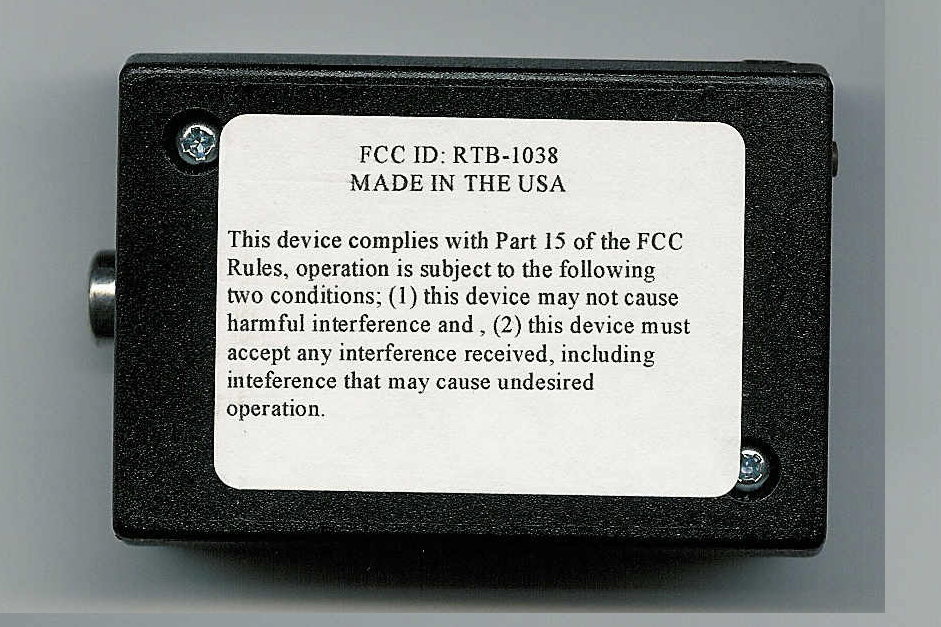 FCC ID: RTB-1038
MADE IN THE USA
This device complies with Part 15 of the FCC
Rules, operation is subject to the following
two conditions; (1) this device may not cause
harmful interference and , (2) this device must
accept any interference received, including
inteference that may cause undesired
operation.